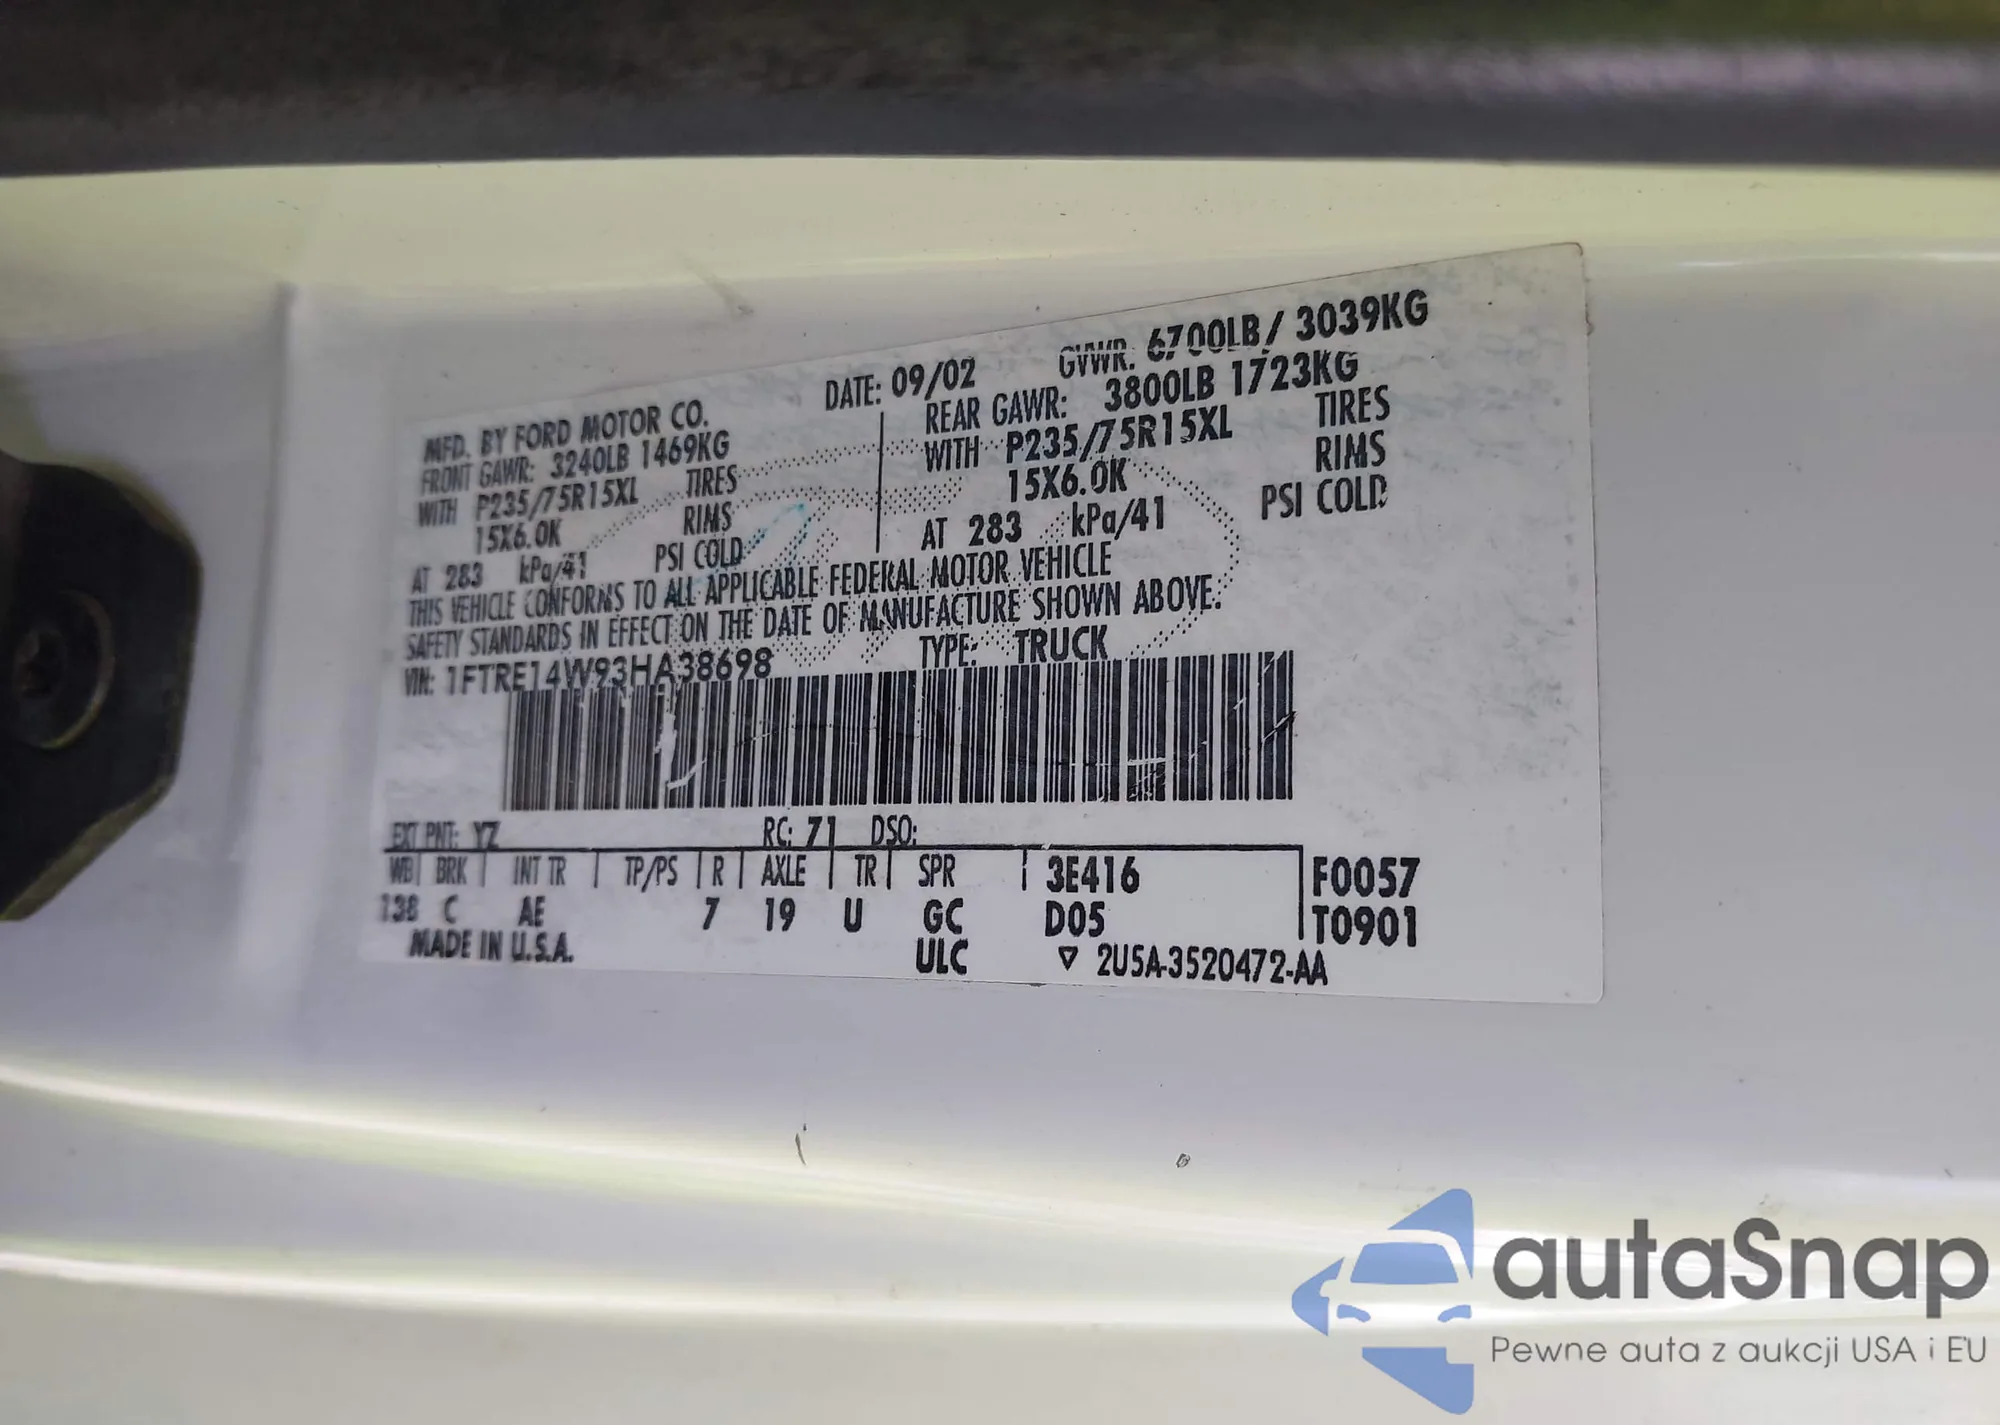 MFD. BY FORD MOTOR CO. DATE: 09/02 GVWR: 6700LB/ 3039KG
FRONT GAWR: 3240LB 1469KG REAR GAWR: 3800LB 1723KG
WITH P235/75R15XL TIRES WITH P235/75R15XL TIRES
15X6.0K RIMS 15X6.0K RIMS
AT 283 kPa/41 PSI COLD AT 283 kPa/41 PSI COLD
THIS VEHICLE CONFORMS TO ALL APPLICABLE FEDERAL MOTOR VEHICLE
SAFETY STANDARDS IN EFFECT ON THE DATE OF MANUFACTURE SHOWN ABOVE.
VIN: 1FTRE14W93HA38698 TYPE: TRUCK
EXT PNT: YZ RC: 71 DSO:
WB BRK INT TR TP/PS R AXLE TR SPR 3E416 F0057
138 C AE 7 19 U GC D05 T0901
MADE IN U.S.A. ULC ▽ 2U5A-3520472-AA
autaSnap
Pewne auta z aukcji USA i EU